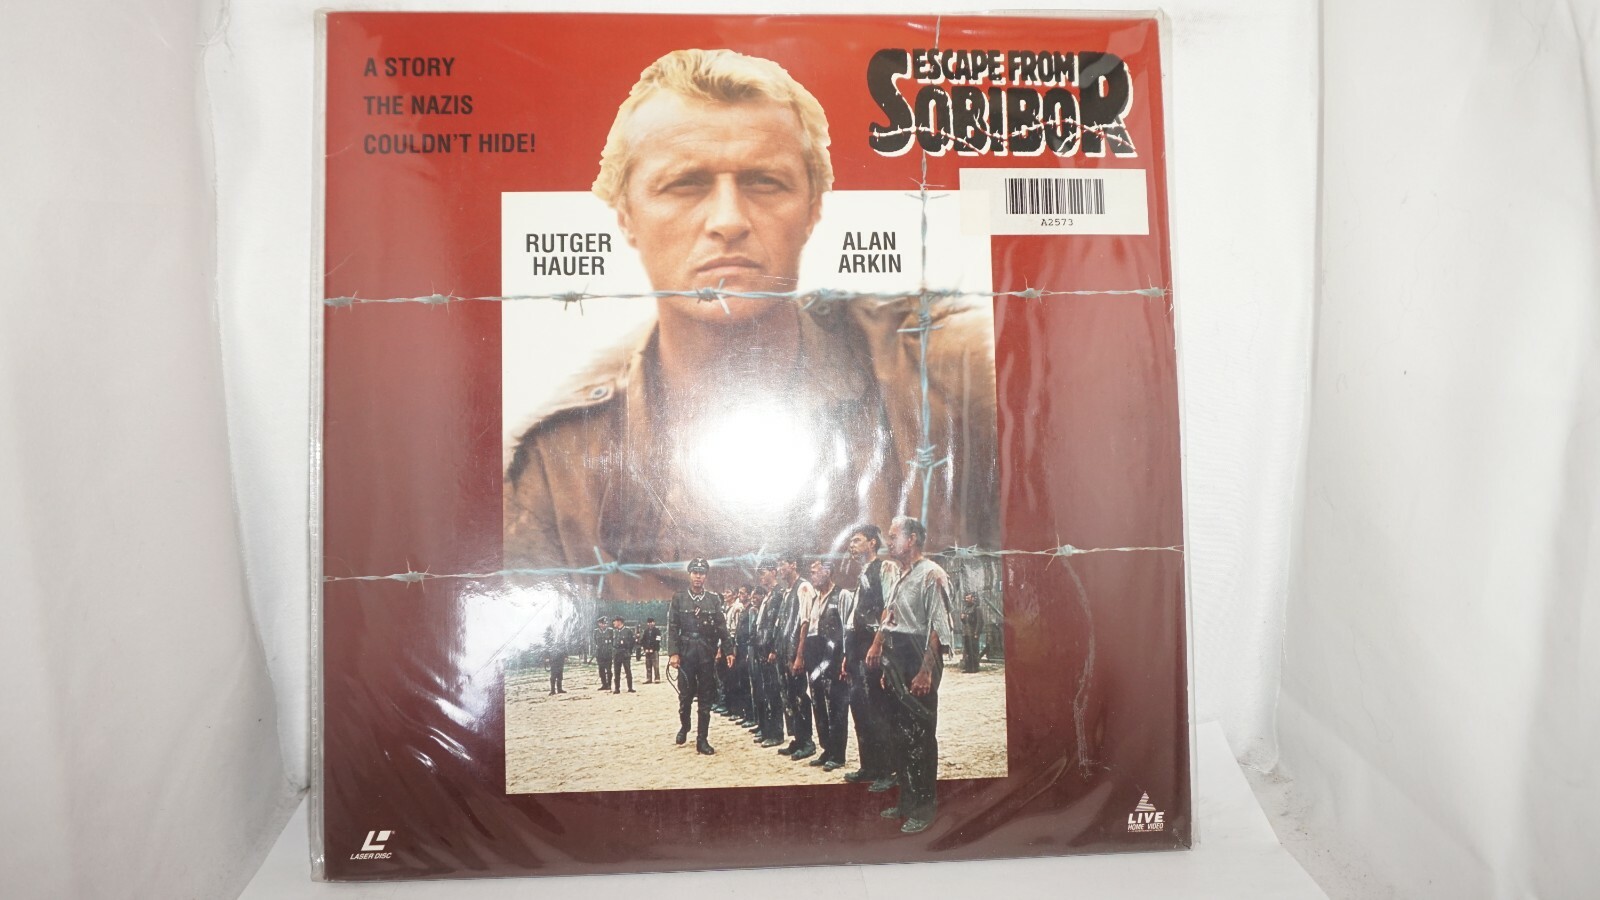 A STORY
THE NAZIS
COULDN'T HIDE!
ESCAPE FROM
SOBIBOR
A2573
RUTGER
HAUER
ALAN
ARKIN
LASER DISC
LIVE
HOME VIDEO